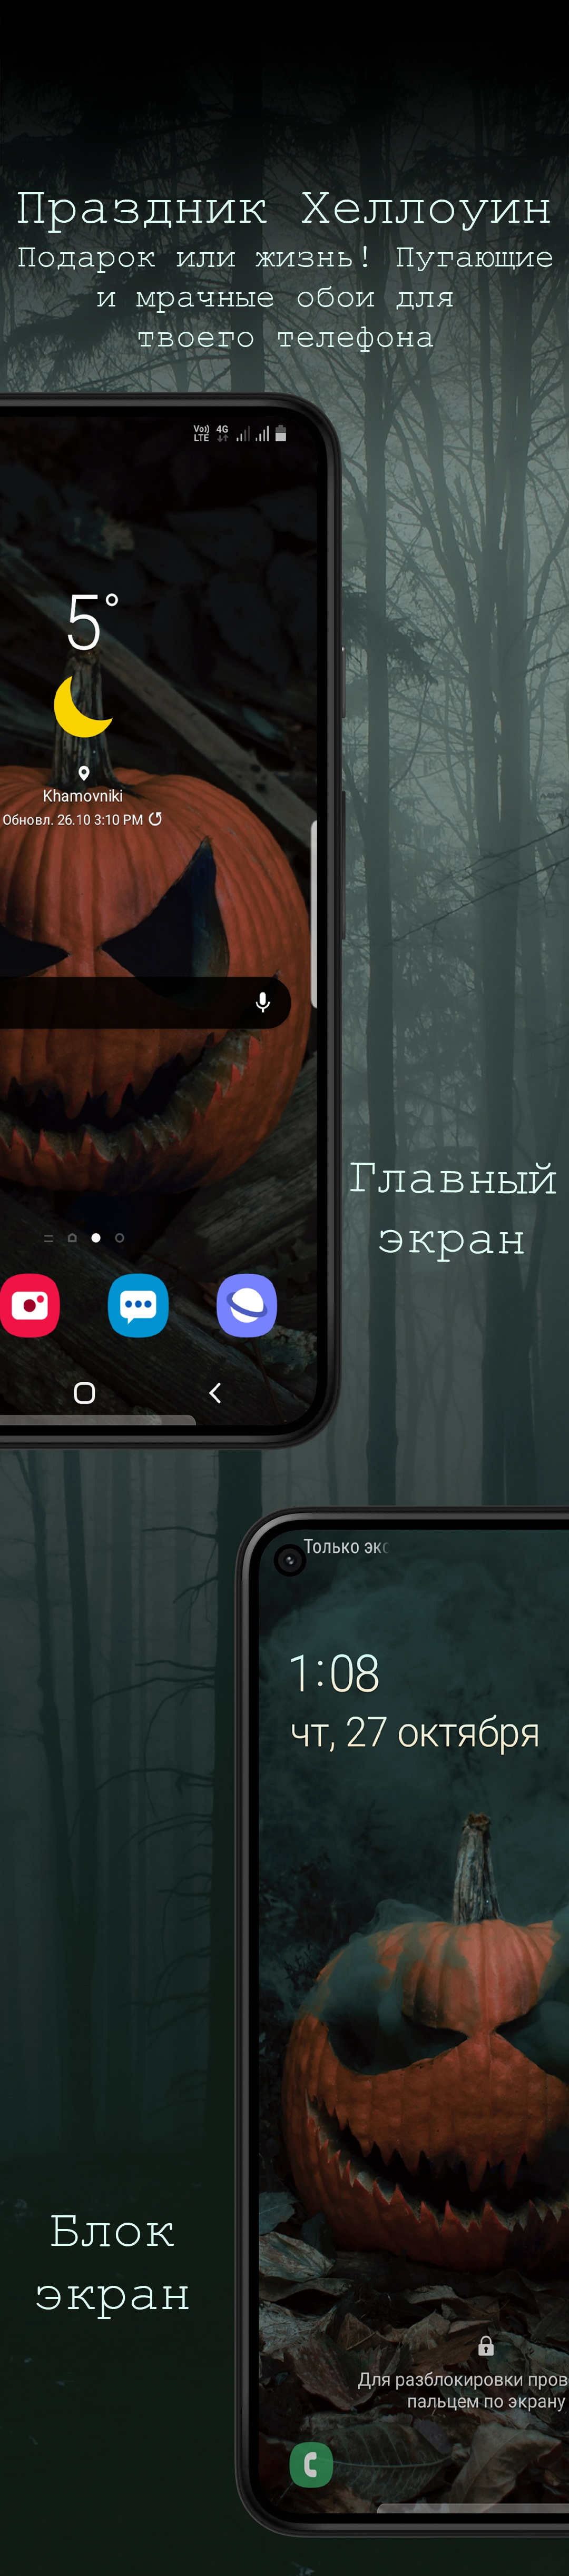 Праздник Хеллоуин
Подарок или жизнь! Пугающие
и мрачные обои для
твоего телефона
Vo)) 4G
LTE
5°
Khamovniki
Обновл. 26.10 3:10 PM
Главный
экран
Только экс
1:08
чт, 27 октября
Блок
экран
Для разблокировки пров
пальцем по экрану